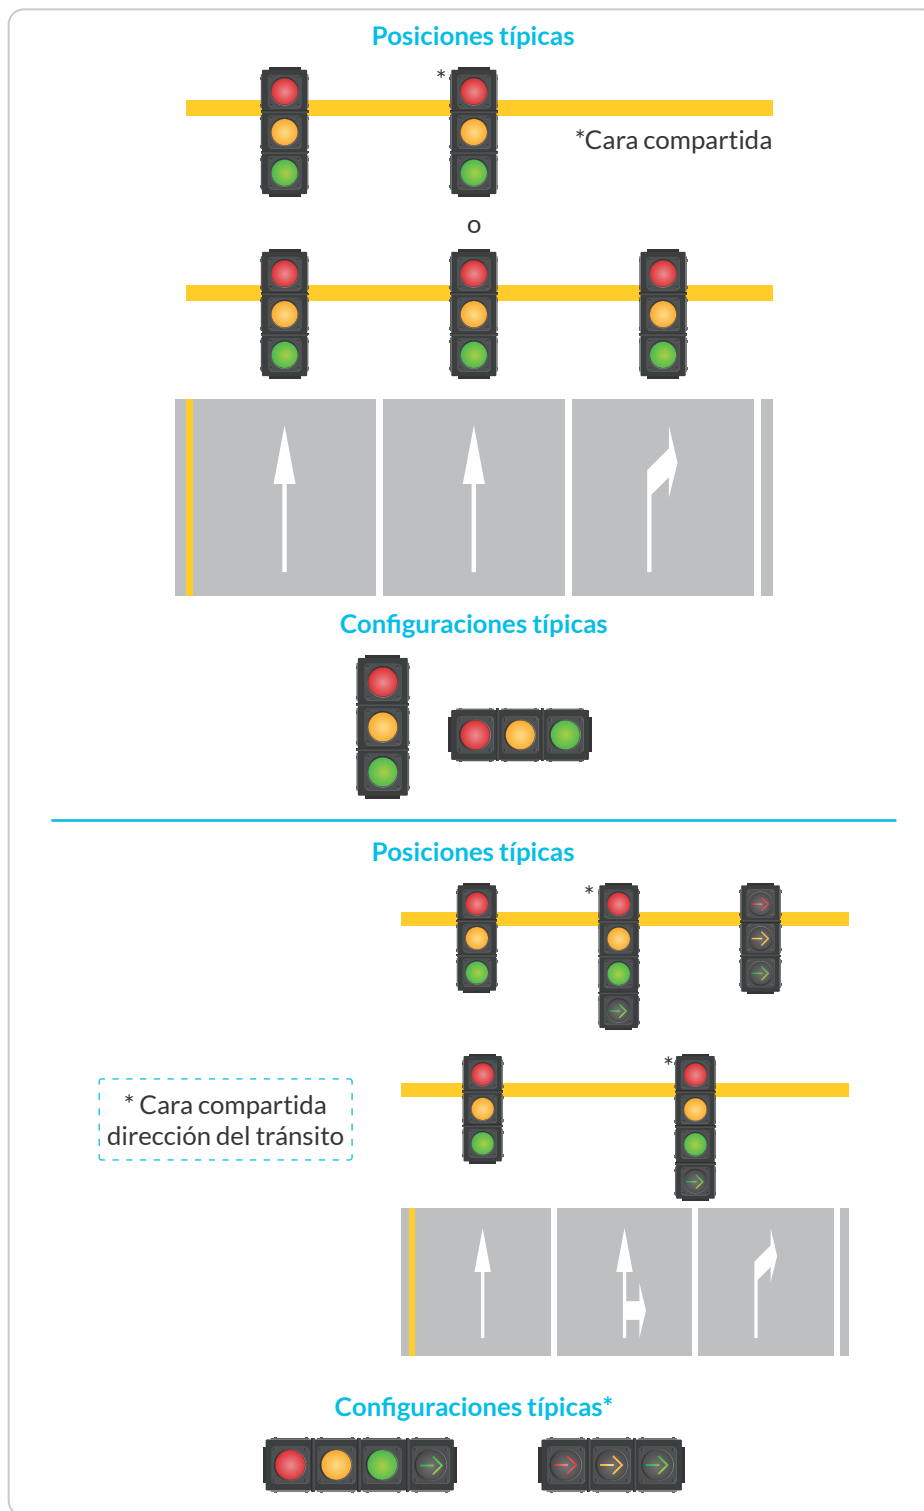 Posiciones típicas
*
*Cara compartida
o
Configuraciones típicas
Posiciones típicas
*
*
* Cara compartida
dirección del tránsito
Configuraciones típicas*